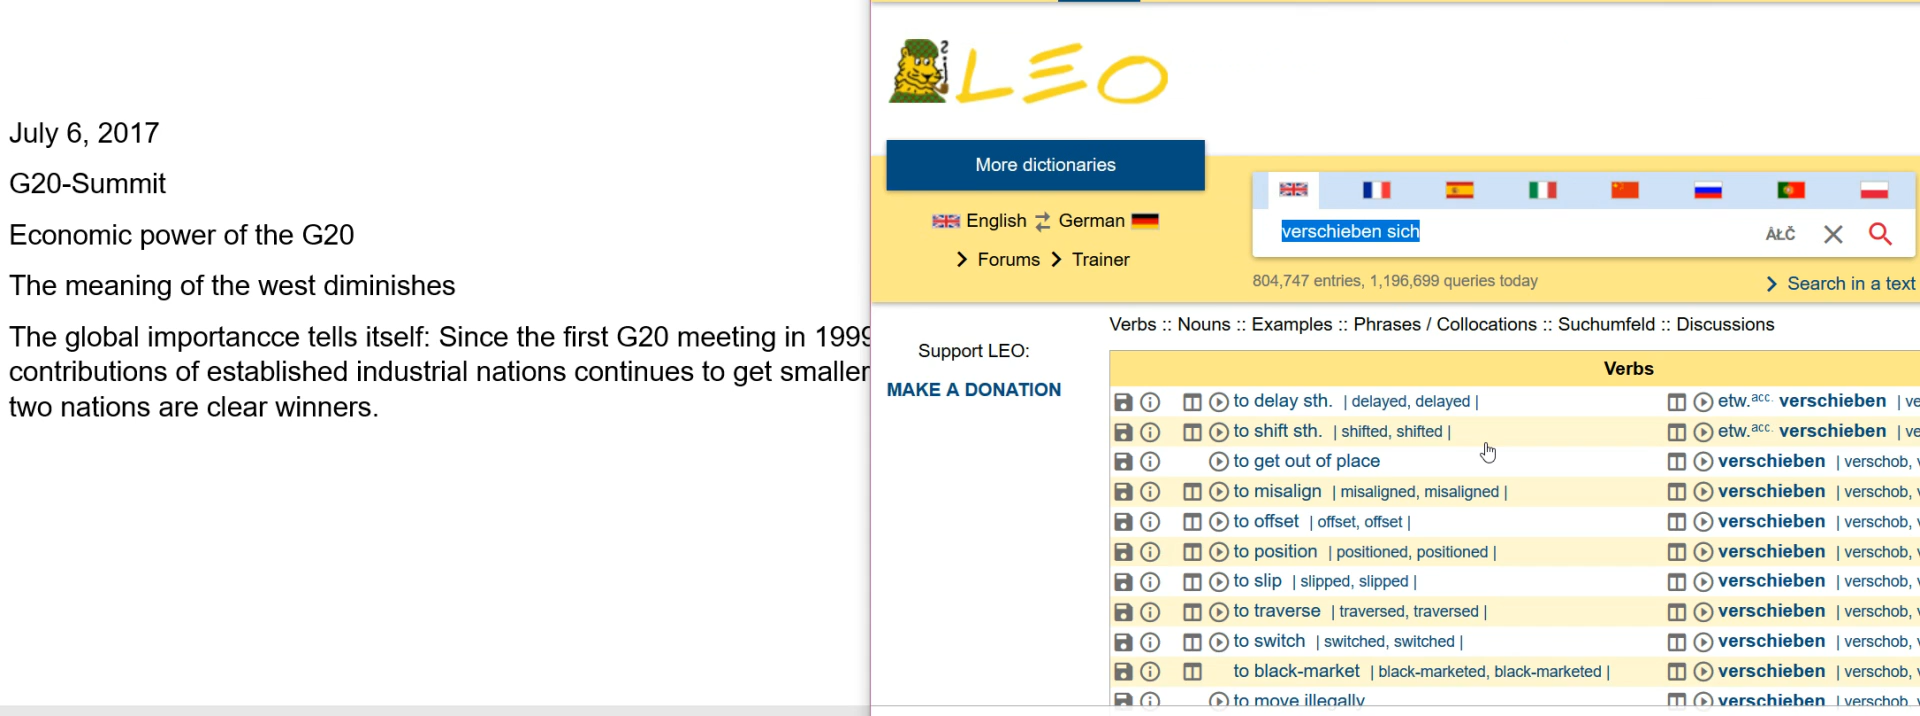 July 6, 2017
G20-Summit
Economic power of the G20
The meaning of the west diminishes
The global importancce tells itself: Since the first G20 meeting in 1999
contributions of established industrial nations continues to get smaller
two nations are clear winners.
LEO
More dictionaries
English German
Forums Trainer
verschieben sich
ÄŁČ
804,747 entries, 1,196,699 queries today
Search in a text
Support LEO:
MAKE A DONATION
Verbs :: Nouns :: Examples :: Phrases / Collocations :: Suchumfeld :: Discussions
Verbs
to delay sth. | delayed, delayed | etw.acc. verschieben | ve
to shift sth. | shifted, shifted | etw.acc. verschieben | ve
to get out of place verschieben | verschob,
to misalign | misaligned, misaligned | verschieben | verschob,
to offset | offset, offset | verschieben | verschob,
to position | positioned, positioned | verschieben | verschob,
to slip | slipped, slipped | verschieben | verschob,
to traverse | traversed, traversed | verschieben | verschob,
to switch | switched, switched | verschieben | verschob,
to black-market | black-marketed, black-marketed | verschieben | verschob,
to move illegally verschieben | verschob,